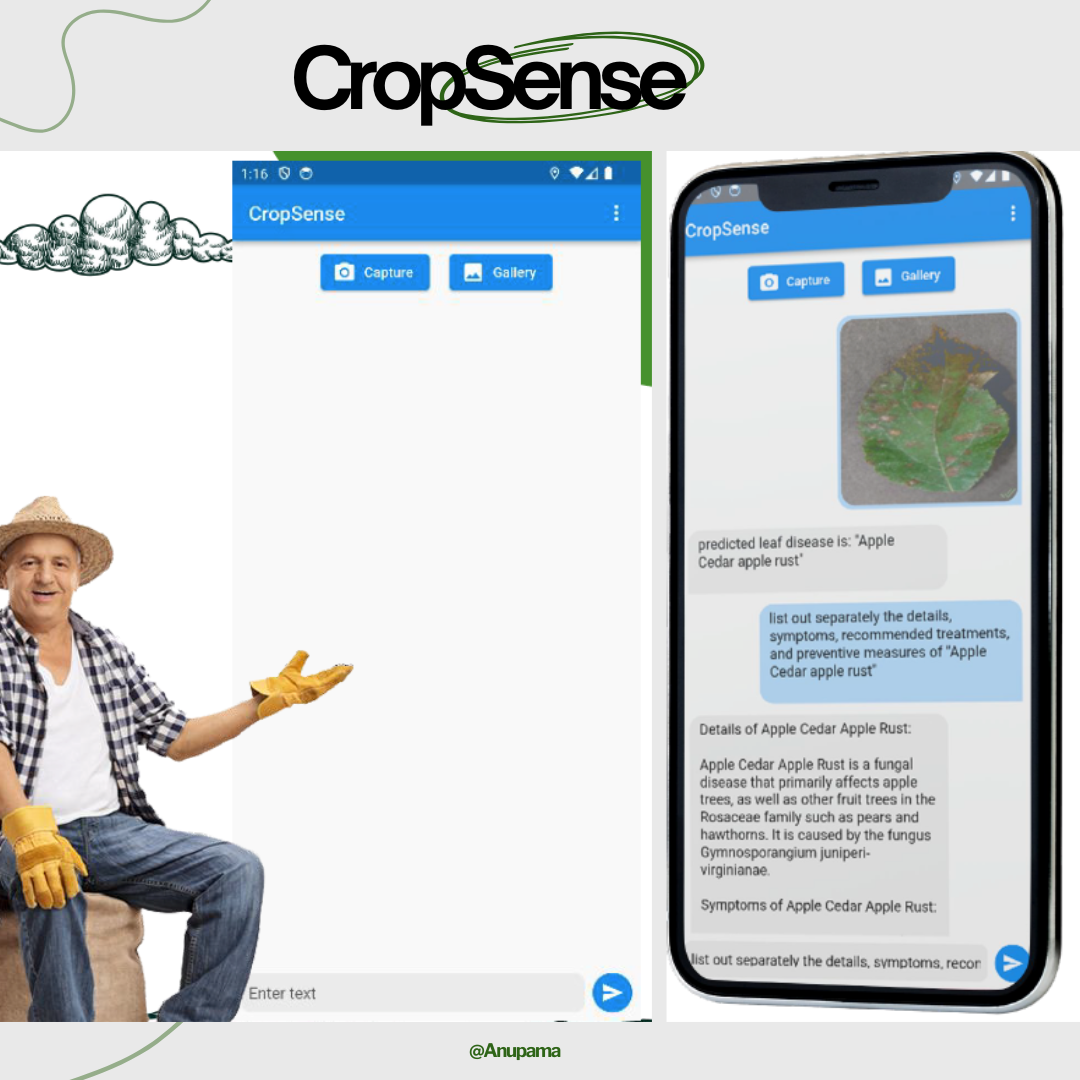 CropSense
1:16
CropSense
Capture
Gallery
Enter text
CropSense
Capture
Gallery
predicted leaf disease is: "Apple
Cedar apple rust"
list out separately the details,
symptoms, recommended treatments,
and preventive measures of "Apple
Cedar apple rust"
Details of Apple Cedar Apple Rust:
Apple Cedar Apple Rust is a fungal
disease that primarily affects apple
trees, as well as other fruit trees in the
Rosaceae family such as pears and
hawthorns. It is caused by the fungus
Gymnosporangium juniperi-
virginianae.
Symptoms of Apple Cedar Apple Rust:
list out separately the details, symptoms, recon
@Anupama